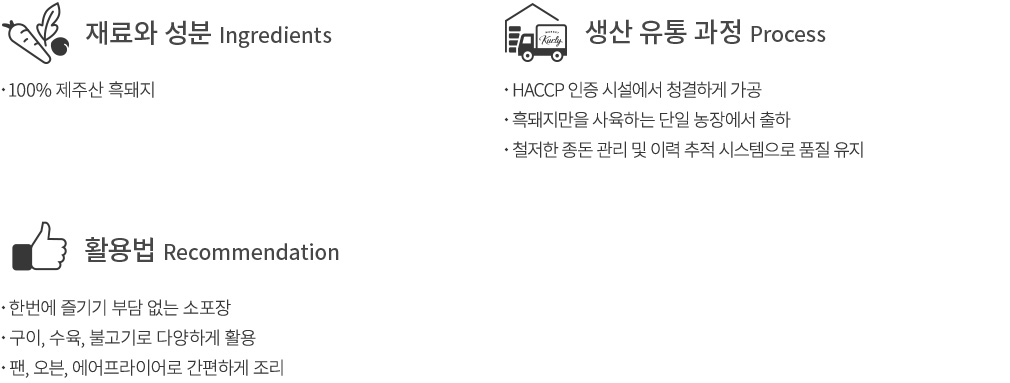 재료와 성분 Ingredients
· 100% 제주산 흑돼지
생산 유통 과정 Process
MARKET
Kurly
· HACCP 인증 시설에서 청결하게 가공
· 흑돼지만을 사육하는 단일 농장에서 출하
· 철저한 종돈 관리 및 이력 추적 시스템으로 품질 유지
활용법 Recommendation
· 한번에 즐기기 부담 없는 소포장
· 구이, 수육, 불고기로 다양하게 활용
· 팬, 오븐, 에어프라이어로 간편하게 조리